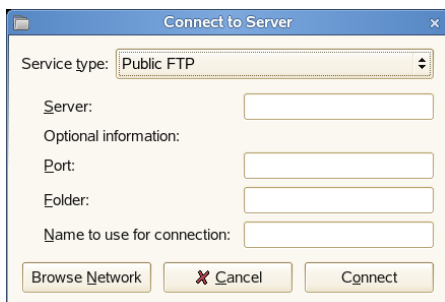 Connect to Server
Service type: Public FTP
Server:
Optional information:
Port:
Folder:
Name to use for connection:
Browse Network Cancel Connect